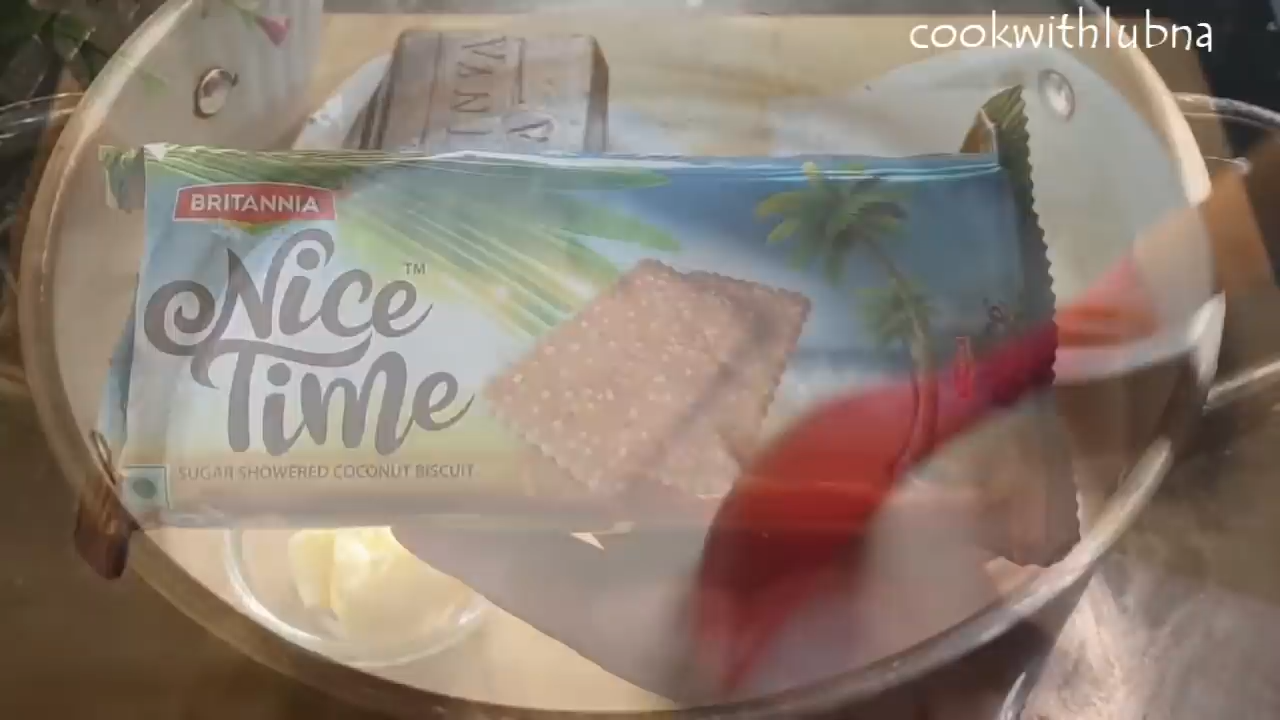 cookwithlubna
BRITANNIA
Nice
TM
Time
SUGAR SHOWERED COCONUT BISCUIT